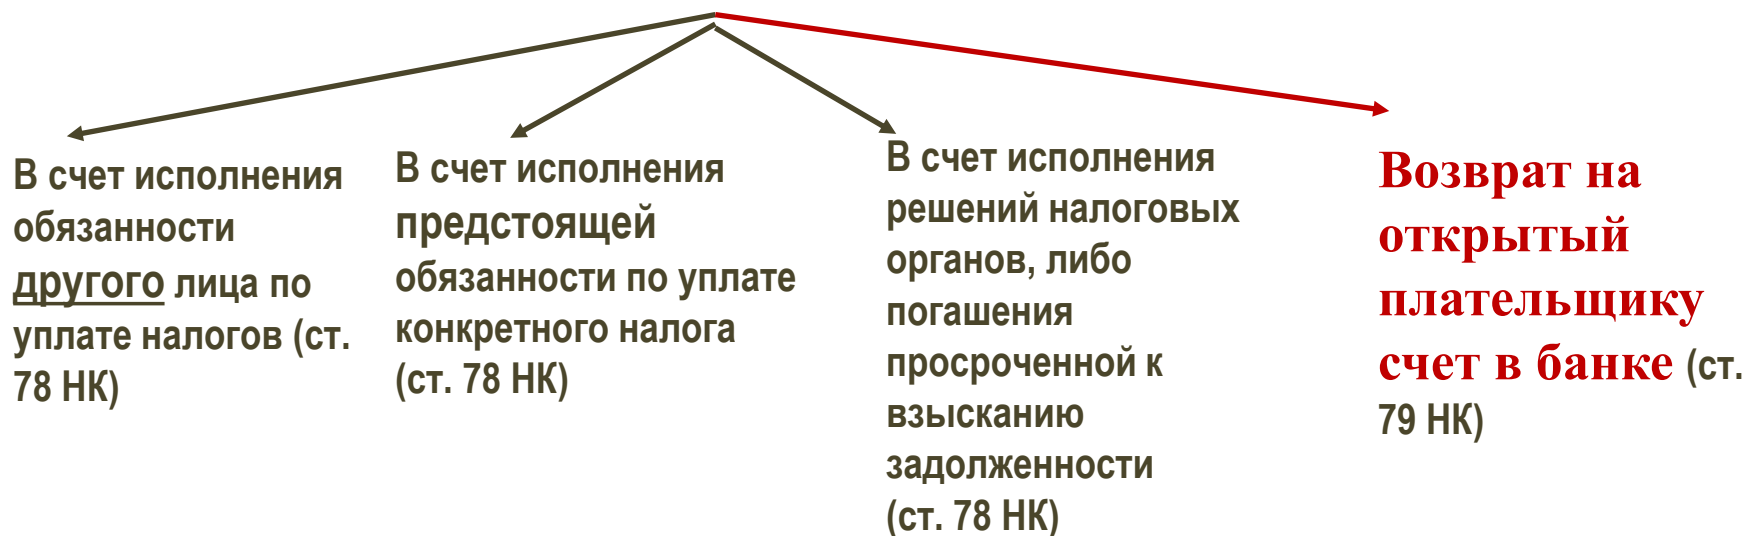 В счет исполнения
обязанности
другого лица по
уплате налогов (ст.
78 НК)
В счет исполнения
предстоящей
обязанности по уплате
конкретного налога
(ст. 78 НК)
В счет исполнения
решений налоговых
органов, либо
погашения
просроченной к
взысканию
задолженности
(ст. 78 НК)
Возврат на
открытый
плательщику
счет в банке (ст.
79 НК)